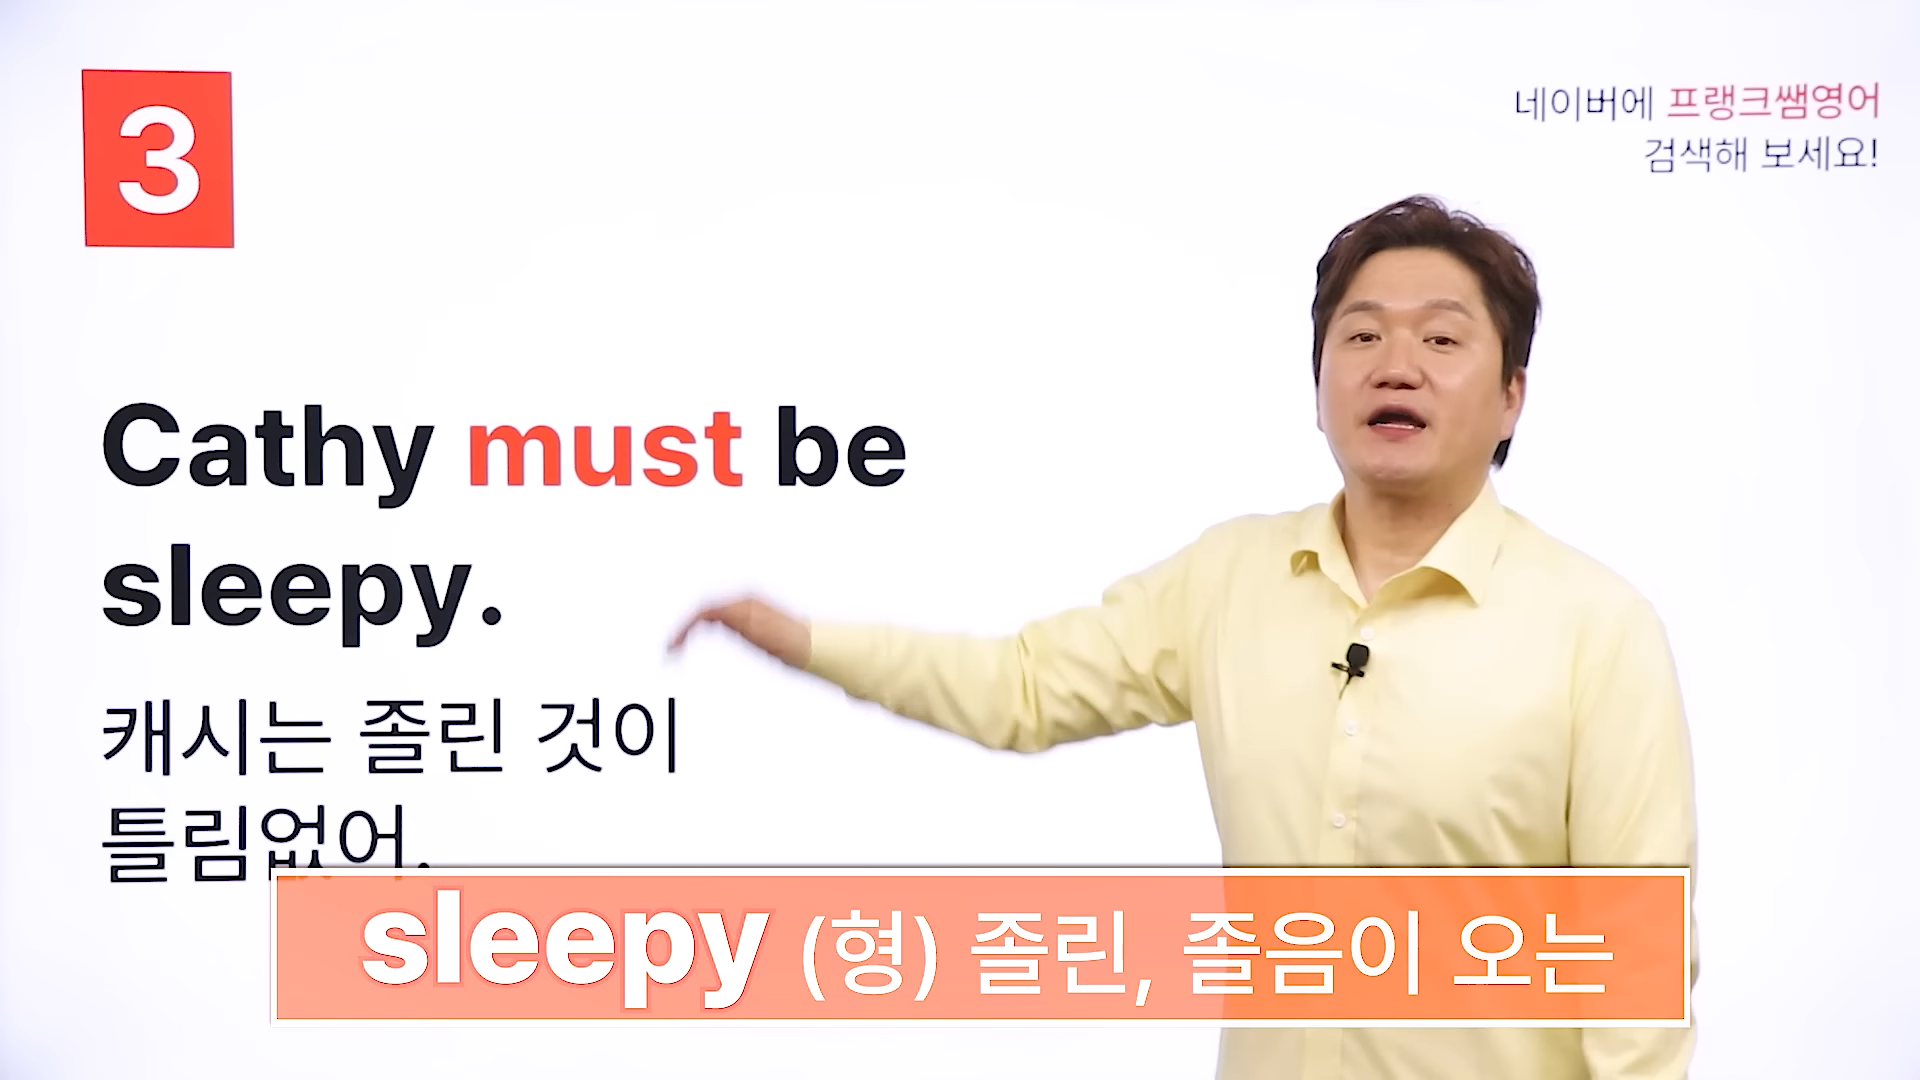 3
네이버에 프랭크쌤영어
검색해 보세요!
Cathy must be
sleepy.
캐시는 졸린 것이
틀림없어.
sleepy (형) 졸린, 졸음이 오는